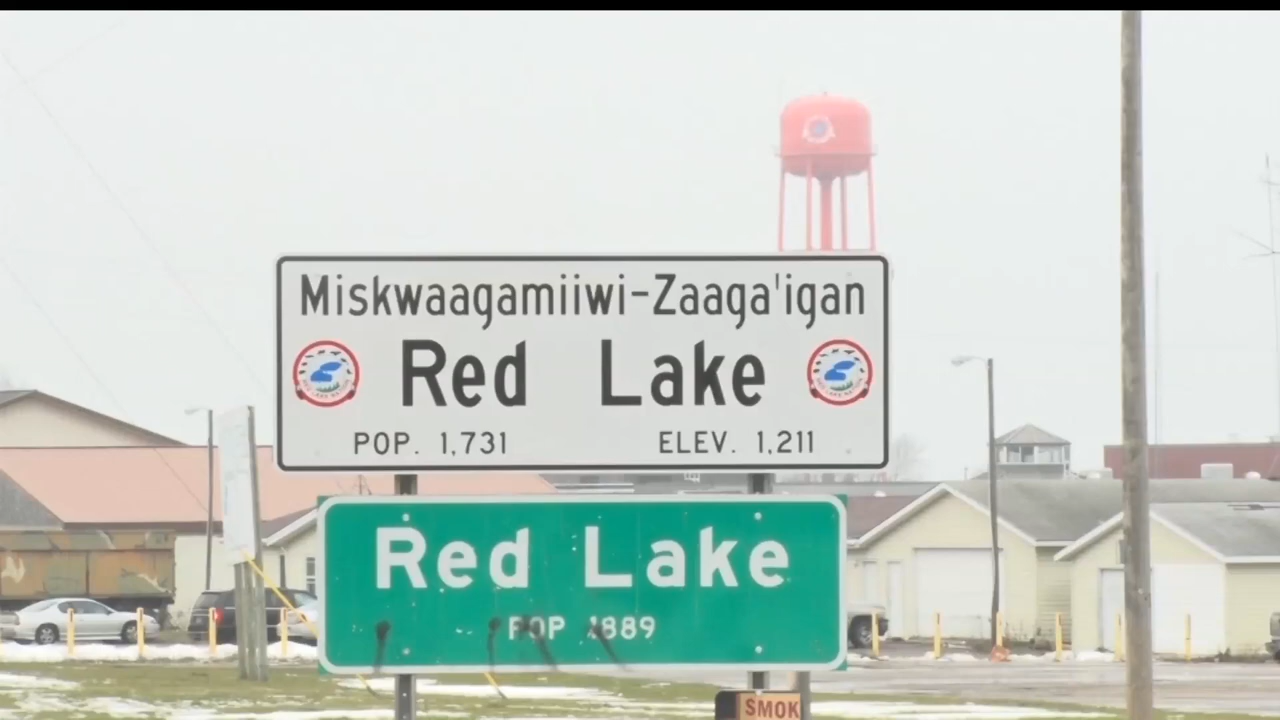 Miskwaagamiiwi-Zaaga'igan
Red Lake
POP. 1,731 ELEV. 1,211
Red Lake
POP 1889
SMOK